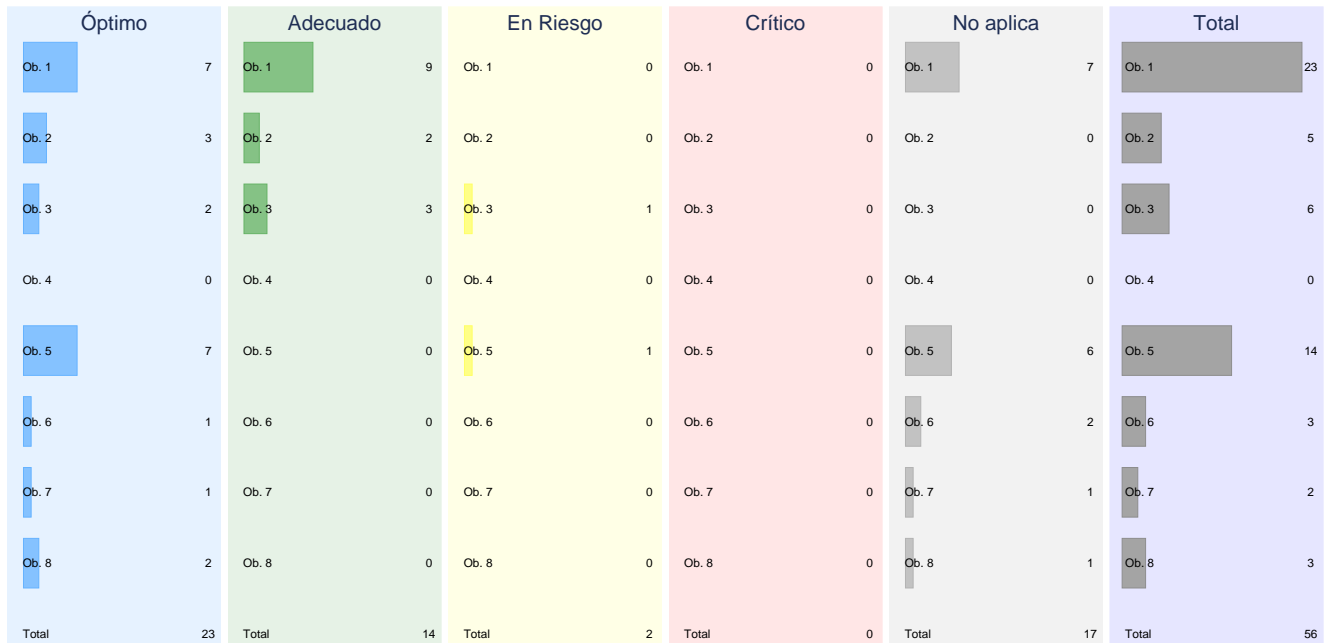 Óptimo Adecuado En Riesgo Crítico No aplica Total
Ob. 1 7 Ob. 1 9 Ob. 1 0 Ob. 1 0 Ob. 1 7 Ob. 1 23
Ob. 2 3 Ob. 2 2 Ob. 2 0 Ob. 2 0 Ob. 2 0 Ob. 2 5
Ob. 3 2 Ob. 3 3 Ob. 3 1 Ob. 3 0 Ob. 3 0 Ob. 3 6
Ob. 4 0 Ob. 4 0 Ob. 4 0 Ob. 4 0 Ob. 4 0 Ob. 4 0
Ob. 5 7 Ob. 5 0 Ob. 5 1 Ob. 5 0 Ob. 5 6 Ob. 5 14
Ob. 6 1 Ob. 6 0 Ob. 6 0 Ob. 6 0 Ob. 6 2 Ob. 6 3
Ob. 7 1 Ob. 7 0 Ob. 7 0 Ob. 7 0 Ob. 7 1 Ob. 7 2
Ob. 8 2 Ob. 8 0 Ob. 8 0 Ob. 8 0 Ob. 8 1 Ob. 8 3
Total 23 Total 14 Total 2 Total 0 Total 17 Total 56